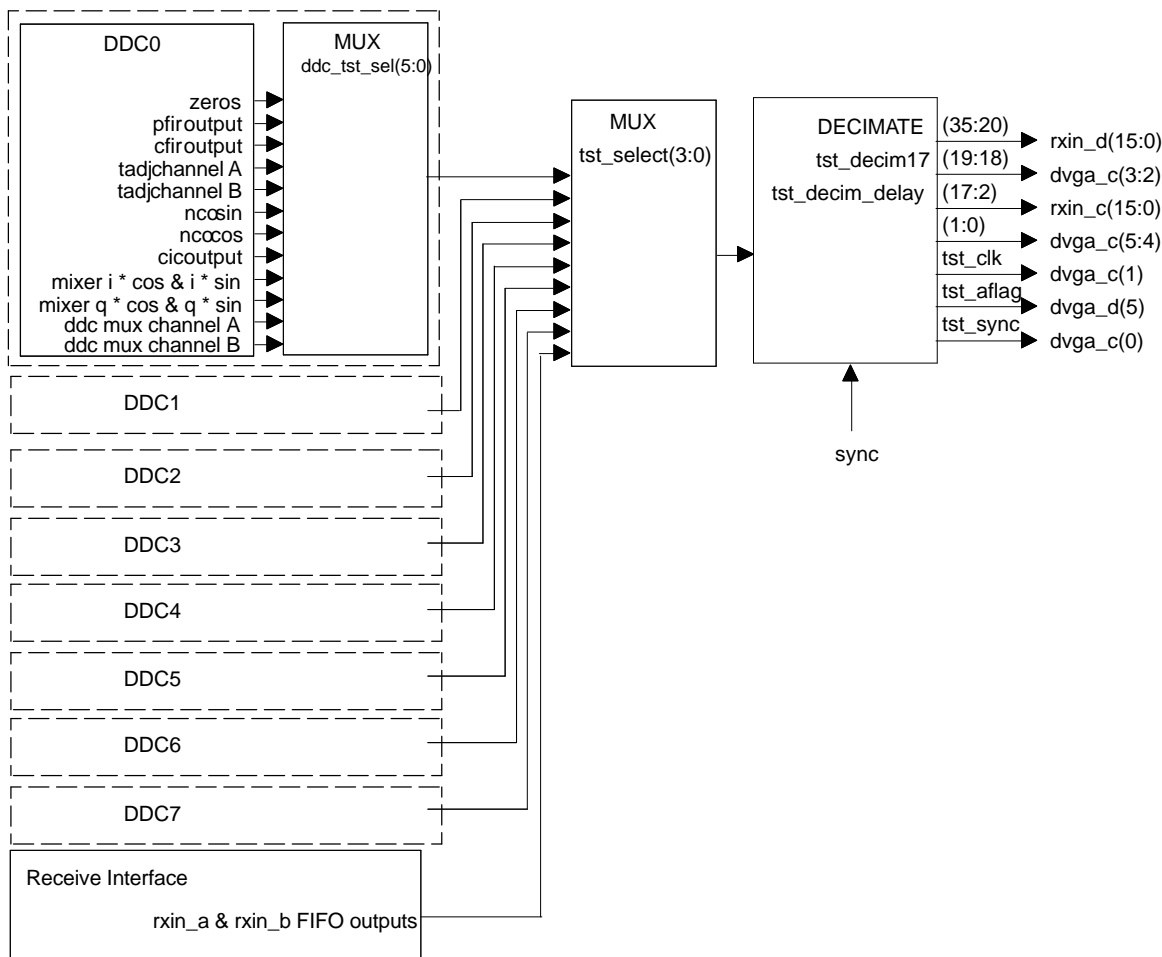 DDC0
zeros
pfiroutput
cfiroutput
tadjchannel A
tadjchannel B
ncosin
ncocos
cicoutput
mixer i * cos & i * sin
mixer q * cos & q * sin
ddc mux channel A
ddc mux channel B
MUX
ddc_tst_sel(5:0)
DDC1
DDC2
DDC3
DDC4
DDC5
DDC6
DDC7
Receive Interface
rxin_a & rxin_b FIFO outputs
MUX
tst_select(3:0)
DECIMATE
tst_decim17
tst_decim_delay
(35:20)
(19:18)
(17:2)
(1:0)
tst_clk
tst_aflag
tst_sync
rxin_d(15:0)
dvga_c(3:2)
rxin_c(15:0)
dvga_c(5:4)
dvga_c(1)
dvga_d(5)
dvga_c(0)
sync